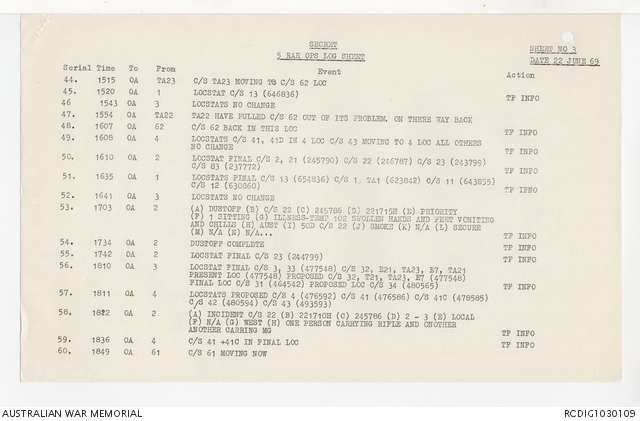 SECRET
5 RAR OPS LOG SHEET
SHEET NO 3
DATE 22 JUNE 69
Serial Time To From Event Action
44. 1515 OA TA23 C/S TA23 MOVING TO C/S 62 LOC
45. 1520 OA 1 LOCSTAT C/S 13 (646836) TF INFO
46 1543 OA 3 LOCSTATS NO CHANGE
47. 1554 OA TA22 TA22 HAVE PULLED C/S 62 OUT OF ITS PROBLEM, ON THERE WAY BACK
48. 1607 OA 62 C/S 62 BACK IN THIS LOC TF INFO
49. 1608 OA 4 LOCSTATS C/S 41, 41D IN 4 LOC C/S 43 MOVING TO 4 LOC ALL OTHERS
NO CHANGE TF INFO
50. 1610 OA 2 LOCSTAT FINAL C/S 2, 21 (245790) C/S 22 (246787) C/S 23 (243799)
C/S 83 (237772) TF INFO
51. 1635 OA 1 LOCSTATS FINAL C/S 13 (654836) C/S 1, TA1 (623842) C/S 11 (643855)
C/S 12 (630860) TF IPNO
52. 1641 OA 3 LOCSTATS NO CHANGE
53. 1703 OA 2 (A) DUSTOFF (B) C/S 22 (C) 245786 (D) 221715H (E) PRIORITY
(F) 1 SITTING (G) ILLNESS-TEMP 102 SWOLLEN HANDS AND FEET VOMITING
AND CHILLS (H) AUST (I) 50D C/S 22 (J) SMOKE (K) N/A (L) SECURE
(M) N/A (N) N/A... TF INFO
54. 1734 OA 2 DUSTOFF COMPLETE TF INFO
55. 1742 OA 2 LOCSTAT FINAL C/S 23 (244799) TF INFO
56. 1810 OA 3 LOCSTAT FINAL C/S 3, 33 (477548) C/S 32, E21, TA23, E7, TA21
PRESENT LOC (477548) PROPOSED C/S 32, T21, TA23, E7 (477548)
FINAL LOC C/S 31 (464542) PROPOSED LOC C/S 34 (480565) TF INFO
57. 1811 OA 4 LOCSTATS PROPOSED C/S 4 (476592) C/S 41 (476586) C/S 41C (478585)
C/S 42 (480594) C/S 43 (493593) TF INFO
58. 1822 OA 2 (A) INCIDENT C/S 22 (B) 221710H (C) 245786 (D) 2 - 3 (E) LOCAL
(F) N/A (G) WEST (H) ONE PERSON CARRYING RIFLE AND ONOTHER
ANOTHER CARRING MG TF INFO
59. 1836 OA 4 C/S 41 +41C IN FINAL LOC TF INFO
60. 1849 OA 61 C/S 61 MOVING NOW
AUSTRALIAN WAR MEMORIAL
RCDIG1030109